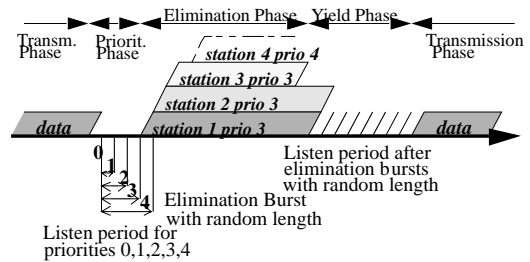 Elimination Phase
Yield Phase
Transm.
Phase
Priorit.
Phase
Transmission
Phase
station 4 prio 4
station 3 prio 3
station 2 prio 3
data
station 1 prio 3
data
0
1
2
3
4
Listen period after
elimination bursts
with random length
Elimination Burst
with random length
Listen period for
priorities 0,1,2,3,4